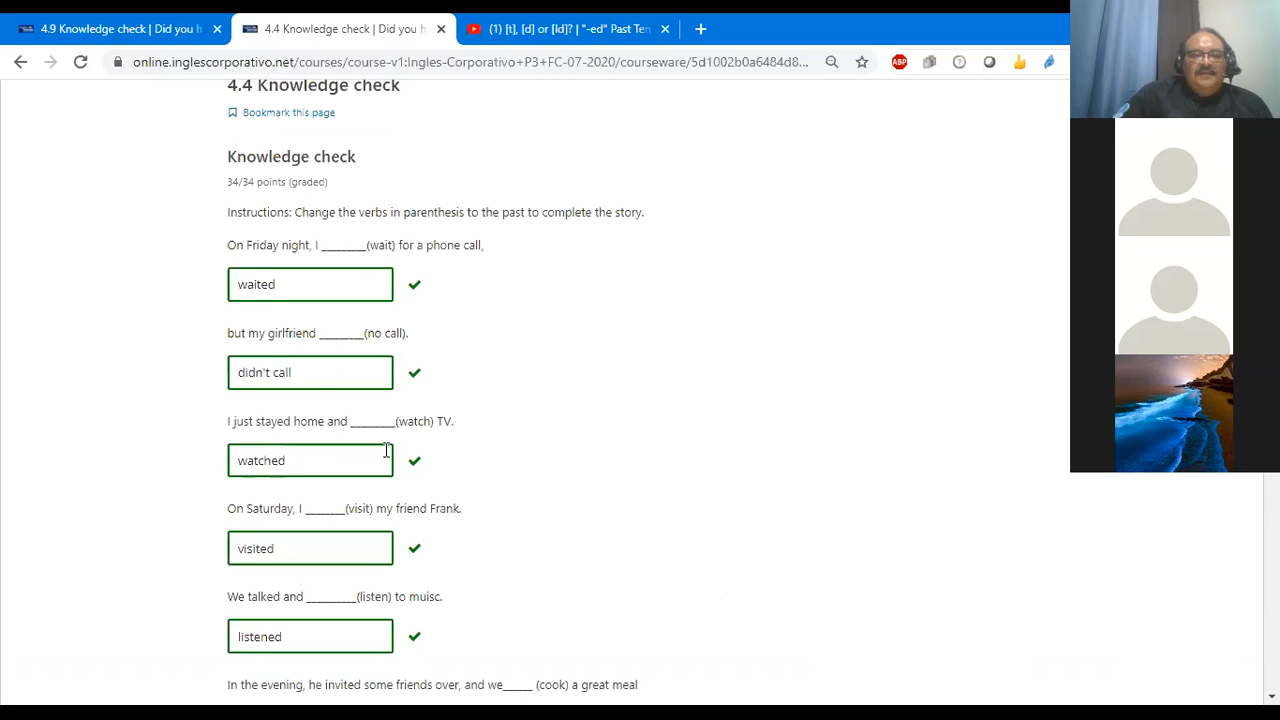 4.9 Knowledge check | Did you h
4.4 Knowledge check | Did you h
(1) [t], [d] or [Id]? | "-ed" Past Ten
online.inglescorporativo.net/courses/course-v1:Ingles-Corporativo+P3+FC-07-2020/courseware/5d1002b0a6484d8...
ABP
4.4 Knowledge check
Bookmark this page
Knowledge check
34/34 points (graded)
Instructions: Change the verbs in parenthesis to the past to complete the story.
On Friday night, I ________(wait) for a phone call,
waited
but my girlfriend ________(no call).
didn't call
I just stayed home and ________(watch) TV.
watched
On Saturday, I _______(visit) my friend Frank.
visited
We talked and _________(listen) to muisc.
listened
In the evening, he invited some friends over, and we______ (cook) a great meal